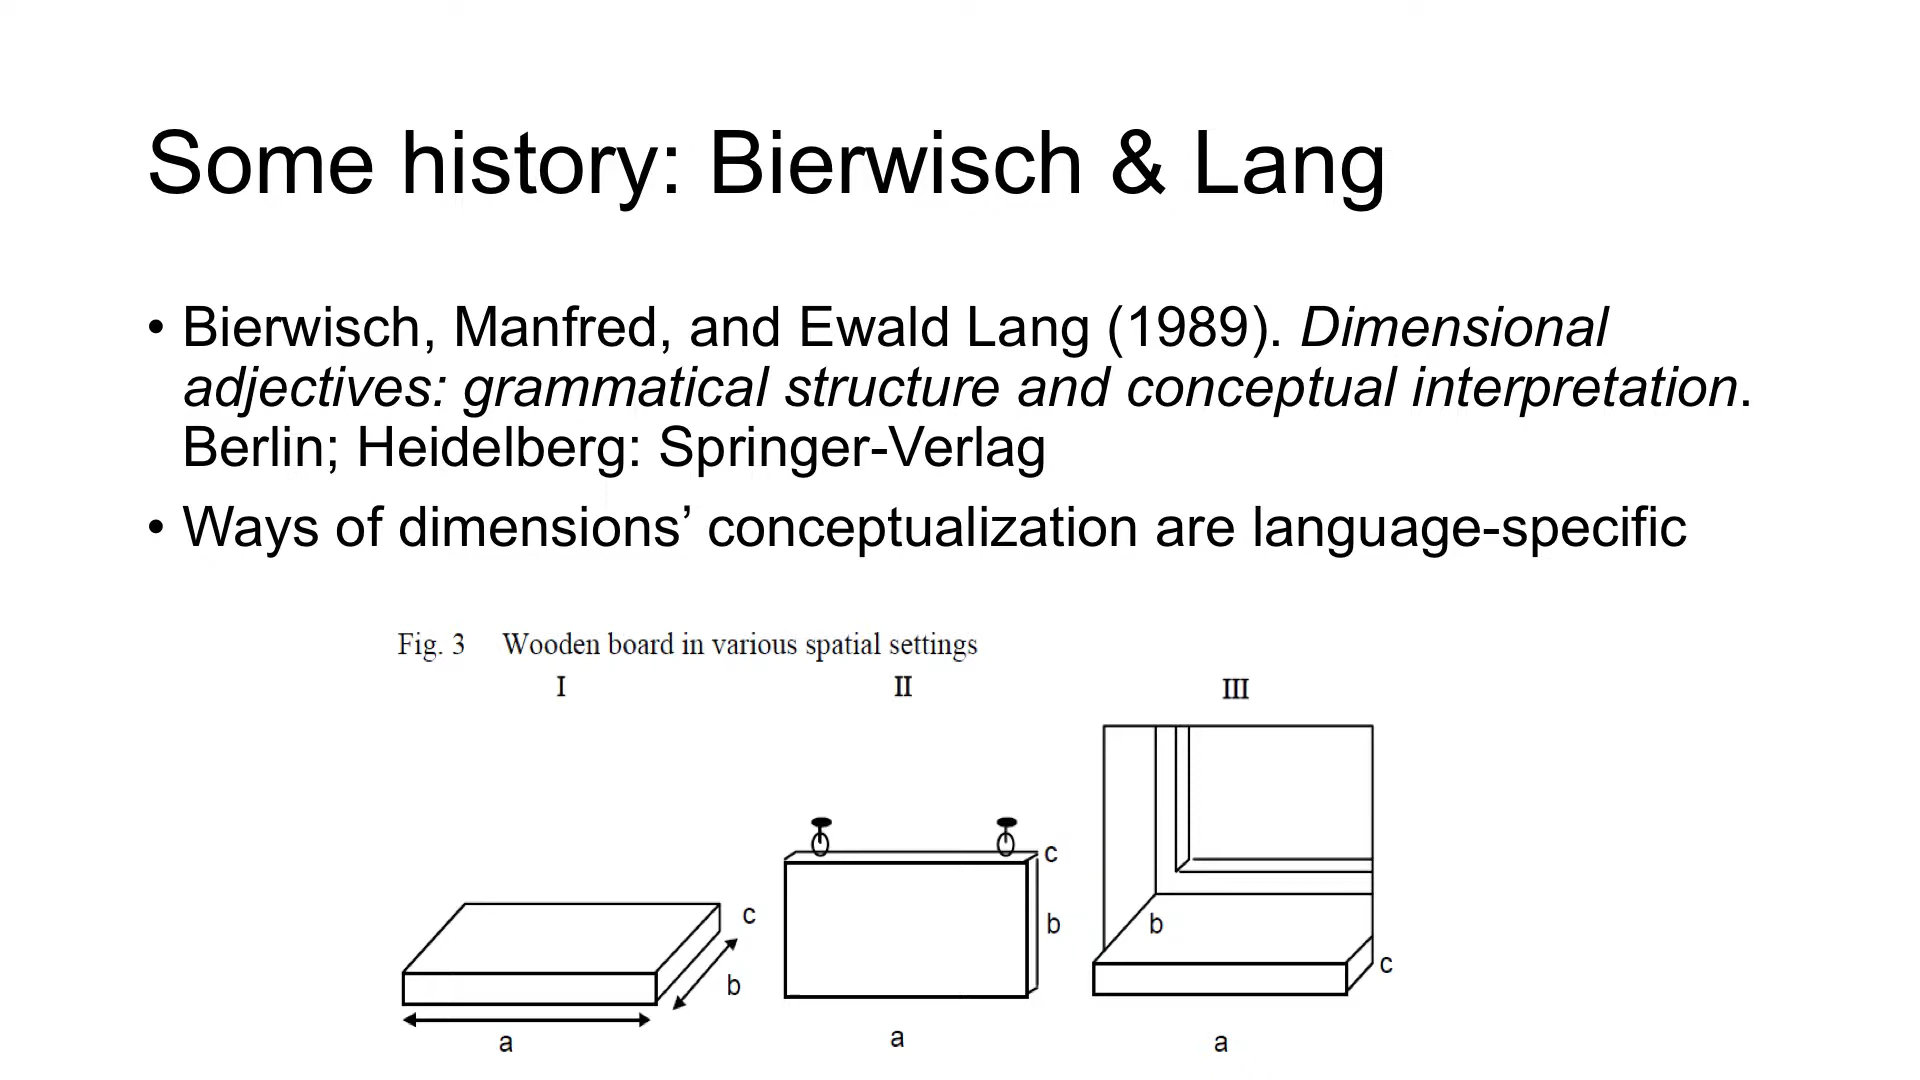 Some history: Bierwisch & Lang
• Bierwisch, Manfred, and Ewald Lang (1989). Dimensional
adjectives: grammatical structure and conceptual interpretation.
Berlin; Heidelberg: Springer-Verlag
• Ways of dimensions’ conceptualization are language-specific
Fig. 3 Wooden board in various spatial settings
I II III
c
b
a
c
b
a
b
c
a